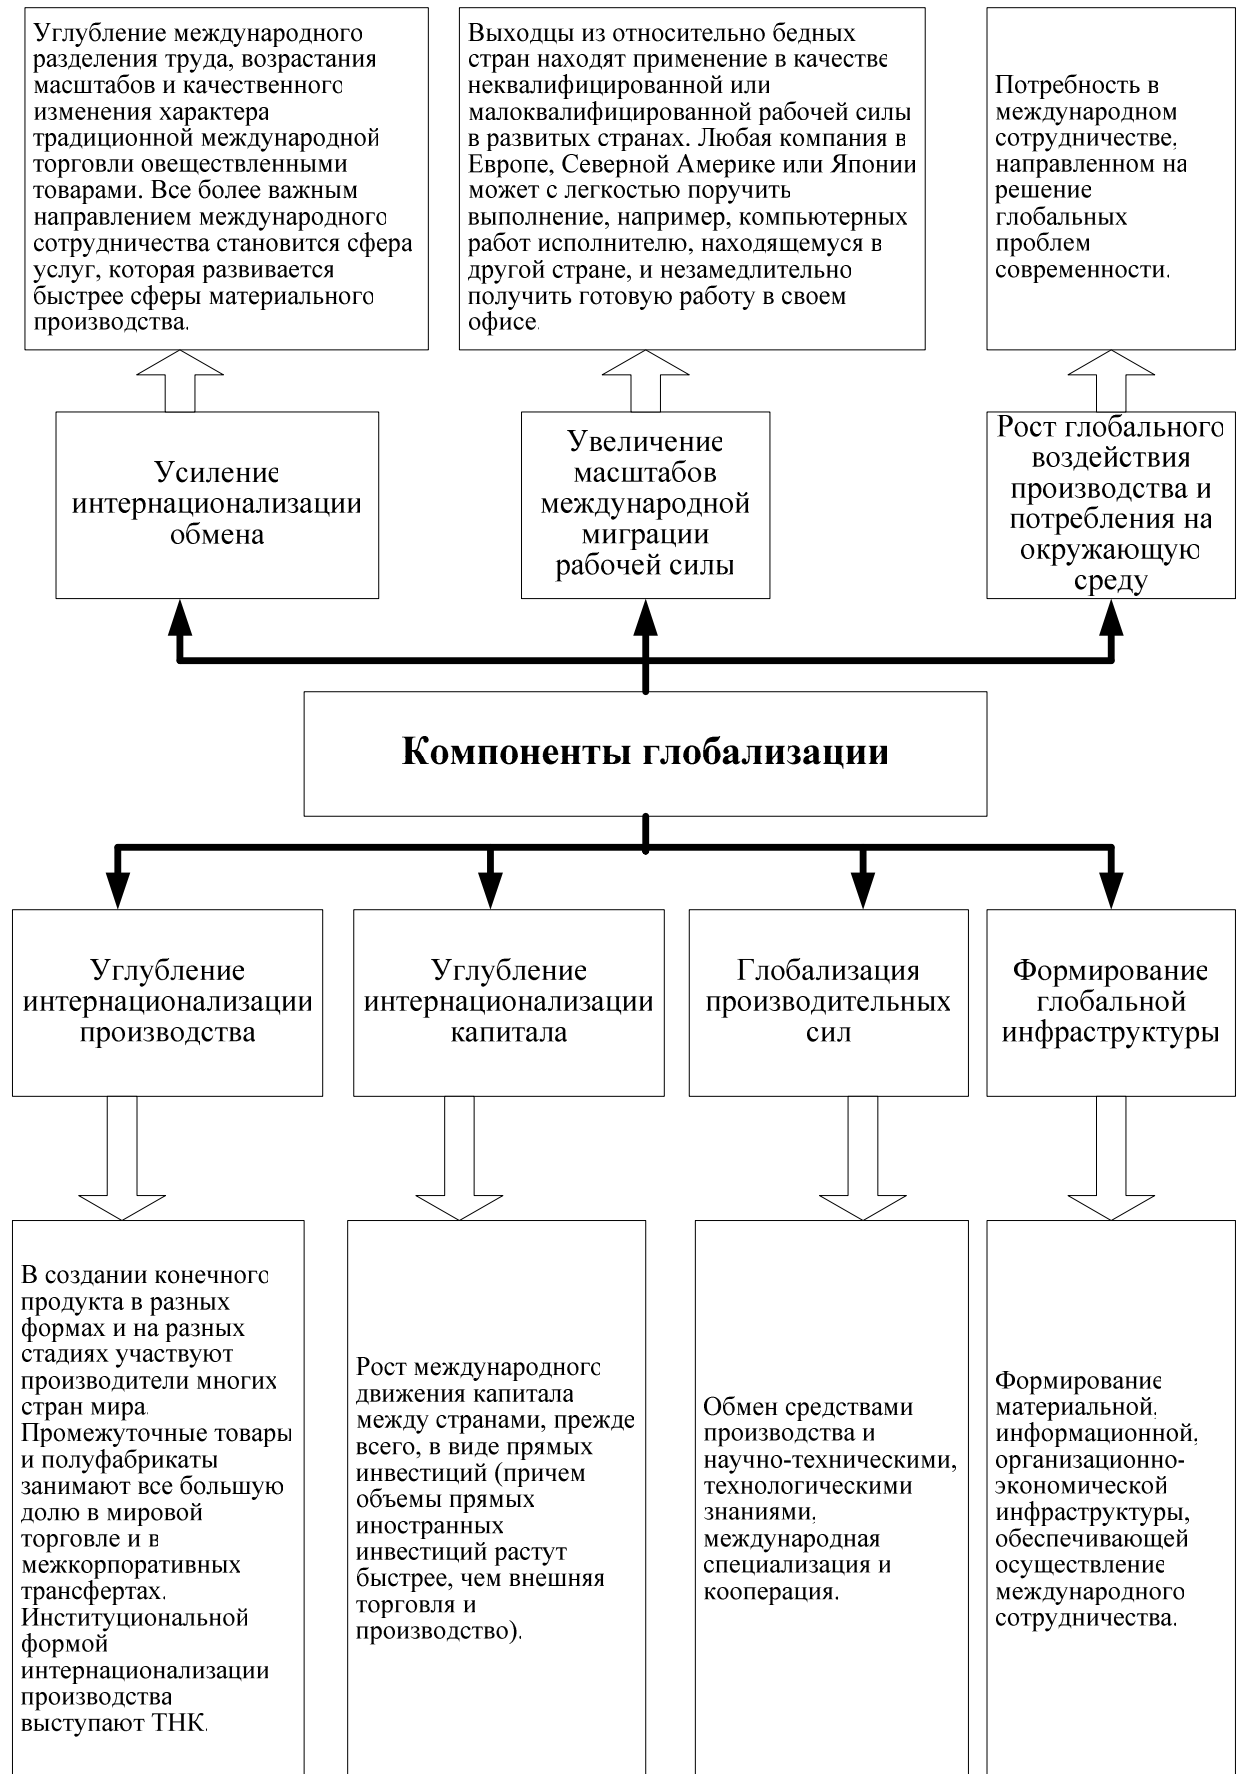 Углубление международного
разделения труда, возрастания
масштабов и качественного
изменения характера
традиционной международной
торговли овеществленными
товарами. Все более важным
направлением международного
сотрудничества становится сфера
услуг, которая развивается
быстрее сферы материального
производства.
Выходцы из относительно бедных
стран находят применение в качестве
неквалифицированной или
малоквалифицированной рабочей силы
в развитых странах. Любая компания в
Европе, Северной Америке или Японии
может с легкостью поручить
выполнение, например, компьютерных
работ исполнителю, находящемуся в
другой стране, и незамедлительно
получить готовую работу в своем
офисе.
Потребность в
международном
сотрудничестве,
направленном на
решение
глобальных
проблем
современности.
Усиление
интернационализации
обмена
Увеличение
масштабов
международной
миграции
рабочей силы
Рост глобального
воздействия
производства и
потребления на
окружающую
среду
Компоненты глобализации
Углубление
интернационализации
производства
Углубление
интернационализации
капитала
Глобализация
производительных
сил
Формирование
глобальной
инфраструктуры
В создании конечного
продукта в разных
формах и на разных
стадиях участвуют
производители многих
стран мира.
Промежуточные товары
и полуфабрикаты
занимают все большую
долю в мировой
торговле и в
межкорпоративных
трансфертах.
Институциональной
формой
интернационализации
производства
выступают ТНК.
Рост международного
движения капитала
между странами, прежде
всего, в виде прямых
инвестиций (причем
объемы прямых
иностранных
инвестиций растут
быстрее, чем внешняя
торговля и
производство).
Обмен средствами
производства и
научно-техническими,
технологическими
знаниями,
международная
специализация и
кооперация.
Формирование
материальной,
информационной,
организационно-
экономической
инфраструктуры,
обеспечивающей
осуществление
международного
сотрудничества.